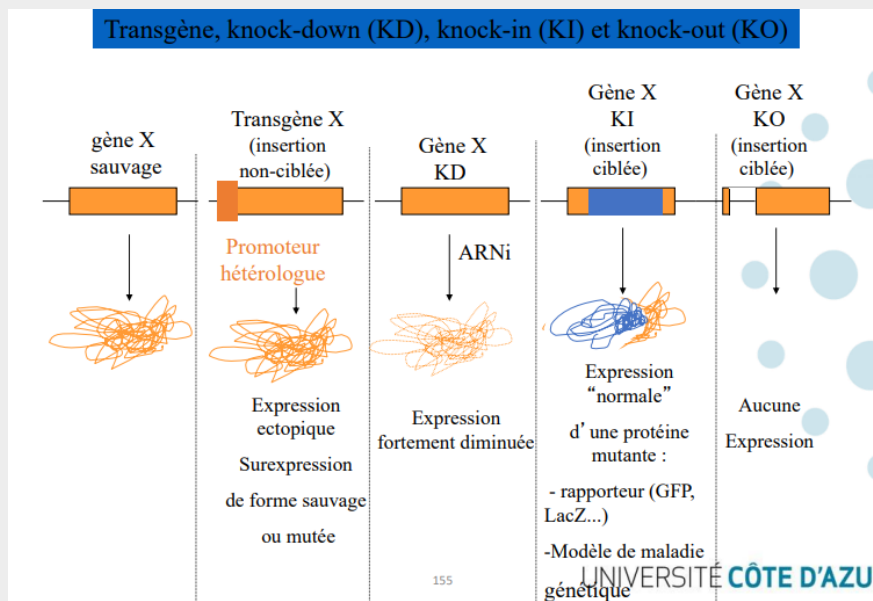 Transgène, knock-down (KD), knock-in (KI) et knock-out (KO)
gène X
sauvage
Transgène X
(insertion
non-ciblée)
Promoteur
hétérologue
Expression
ectopique
Surexpression
de forme sauvage
ou mutée
Gène X
KD
ARNi
Expression
fortement diminuée
Gène X
KI
(insertion
ciblée)
Expression
“normale”
d’ une protéine
mutante :
- rapporteur (GFP,
LacZ...)
-Modèle de maladie
génétique
Gène X
KO
(insertion
ciblée)
Aucune
Expression
155
UNIVERSITÉ CÔTE D'AZU